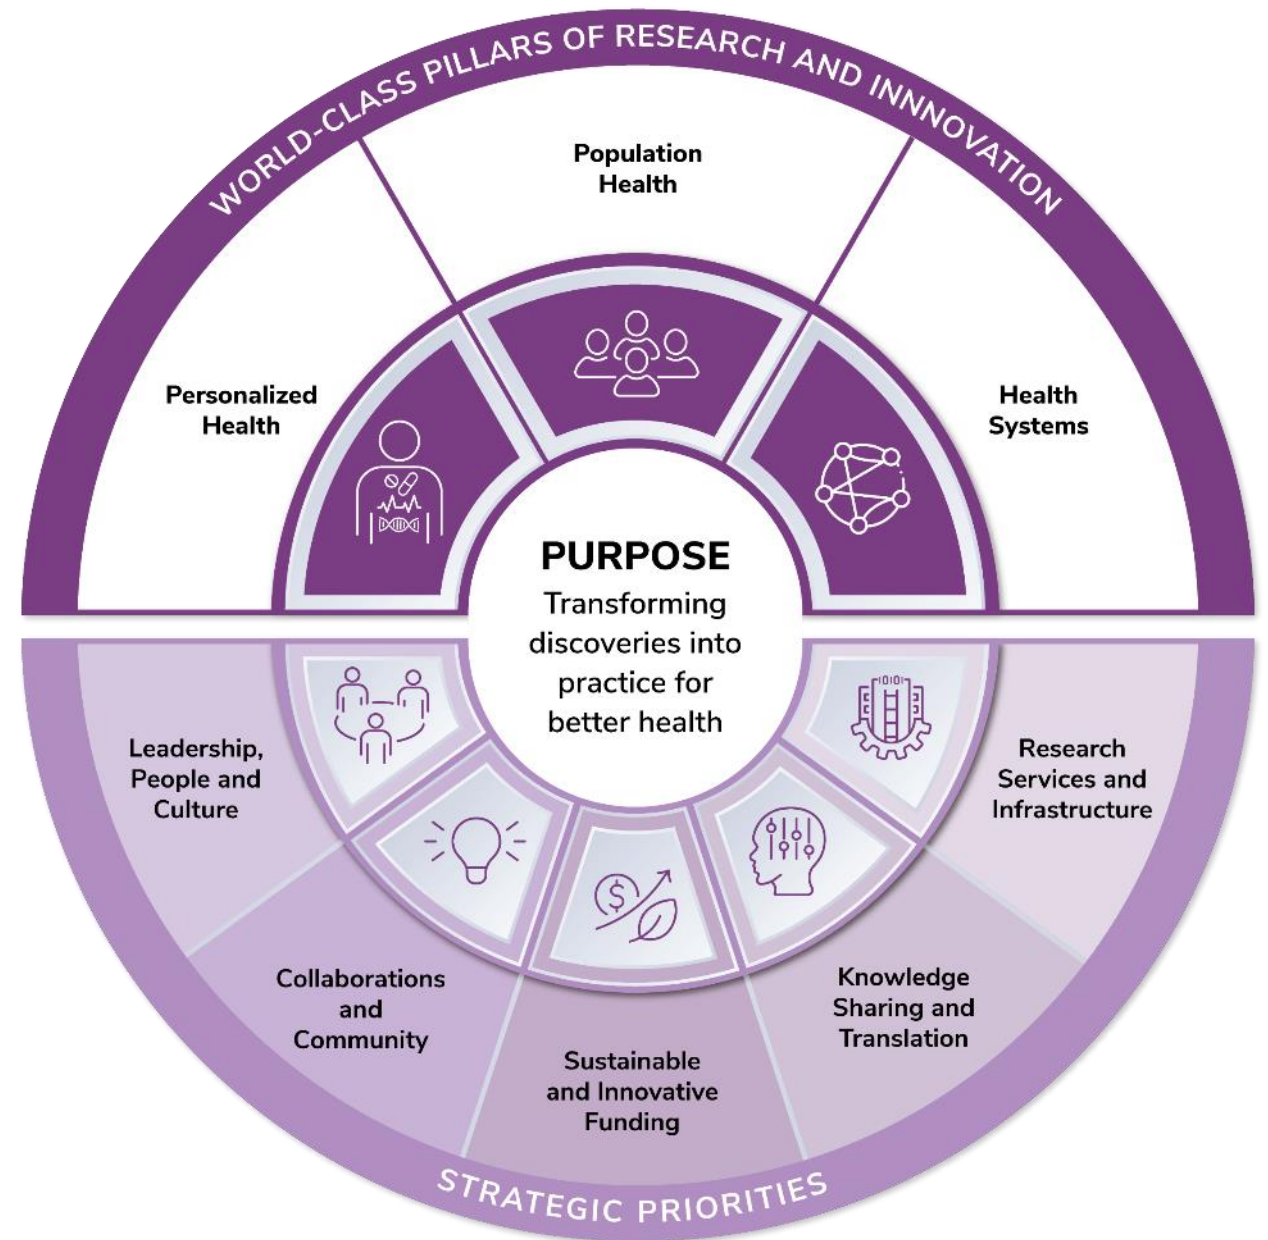 WORLD-CLASS PILLARS OF RESEARCH AND INNNOVATION
Population
Health
Personalized
Health
Health
Systems
PURPOSE
Transforming
discoveries into
practice for
better health
10101
Leadership,
People and
Culture
Research
Services and
Infrastructure
Collaborations
and
Community
Knowledge
Sharing and
Translation
Sustainable
and Innovative
Funding
$
STRATEGIC PRIORITIES